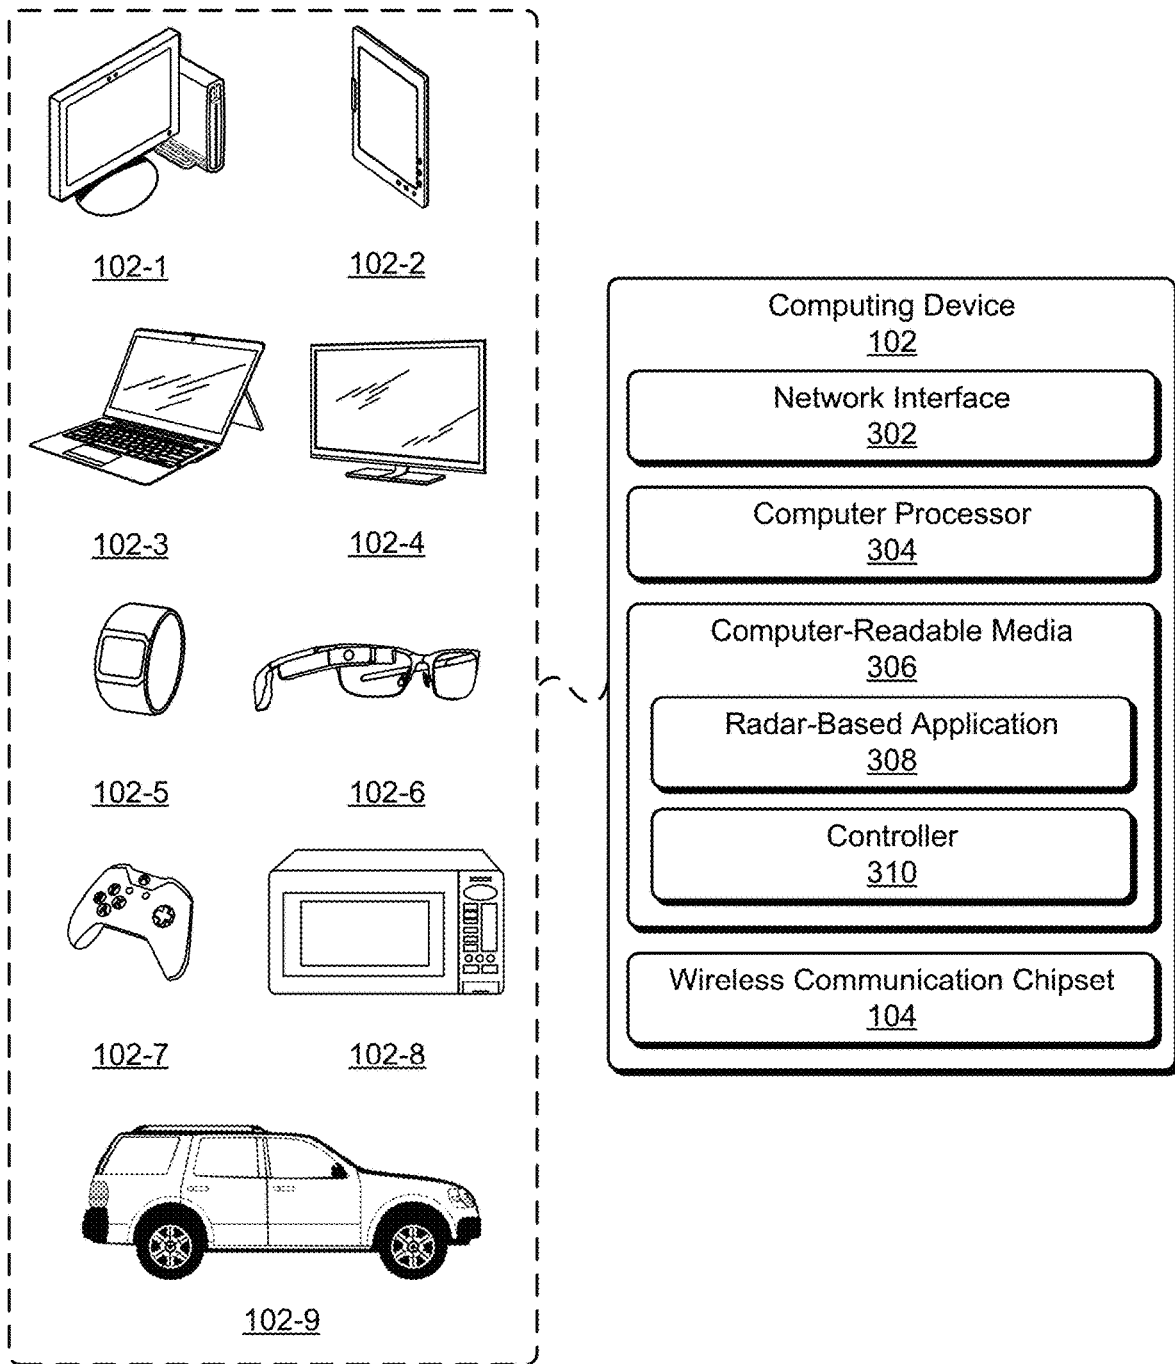 102-1
102-2
102-3
102-4
102-5
102-6
102-7
102-8
102-9
Computing Device
102
Network Interface
302
Computer Processor
304
Computer-Readable Media
306
Radar-Based Application
308
Controller
310
Wireless Communication Chipset
104